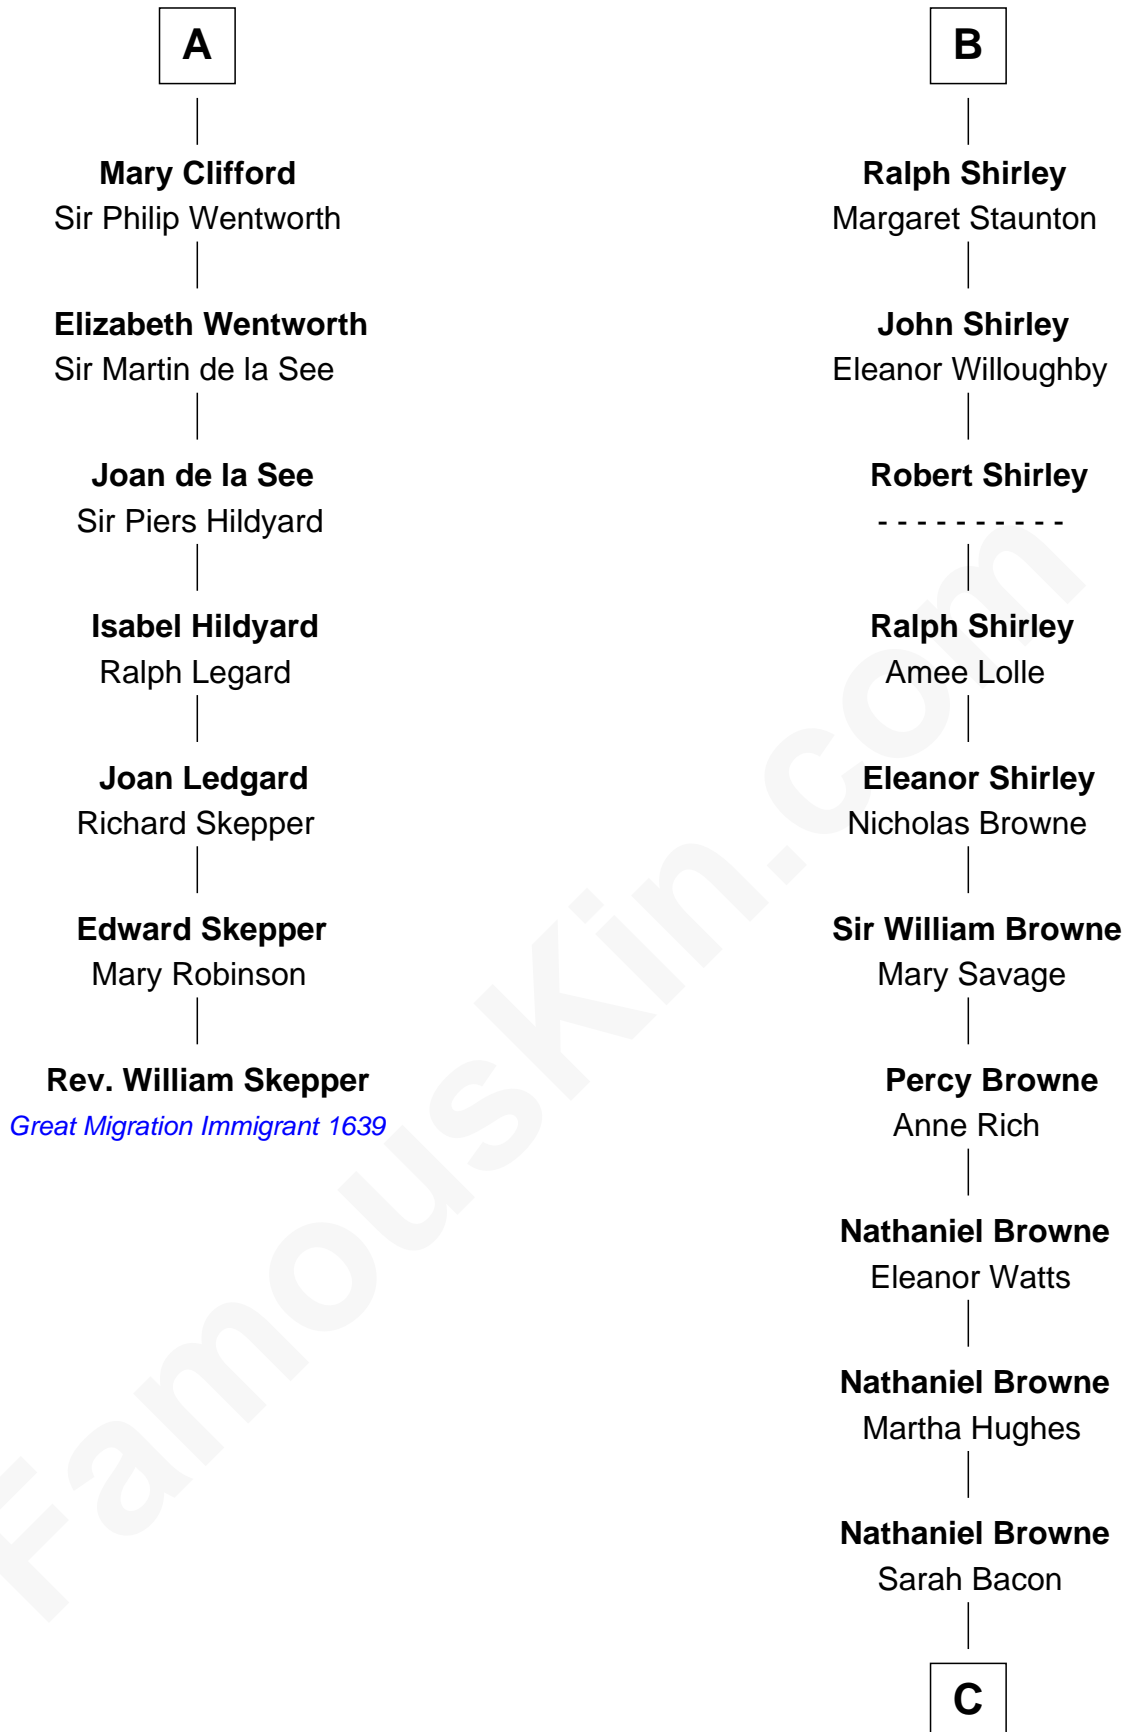 A
Mary Clifford
Sir Philip Wentworth
Elizabeth Wentworth
Sir Martin de la See
Joan de la See
Sir Piers Hildyard
Isabel Hildyard
Ralph Legard
Joan Ledgard
Richard Skepper
Edward Skepper
Mary Robinson
Rev. William Skepper
Great Migration Immigrant 1639
B
Ralph Shirley
Margaret Staunton
John Shirley
Eleanor Willoughby
Robert Shirley
- - - - - - - - - -
Ralph Shirley
Amee Lolle
Eleanor Shirley
Nicholas Browne
Sir William Browne
Mary Savage
Percy Browne
Anne Rich
Nathaniel Browne
Eleanor Watts
Nathaniel Browne
Martha Hughes
Nathaniel Browne
Sarah Bacon
C
FamousKin.com